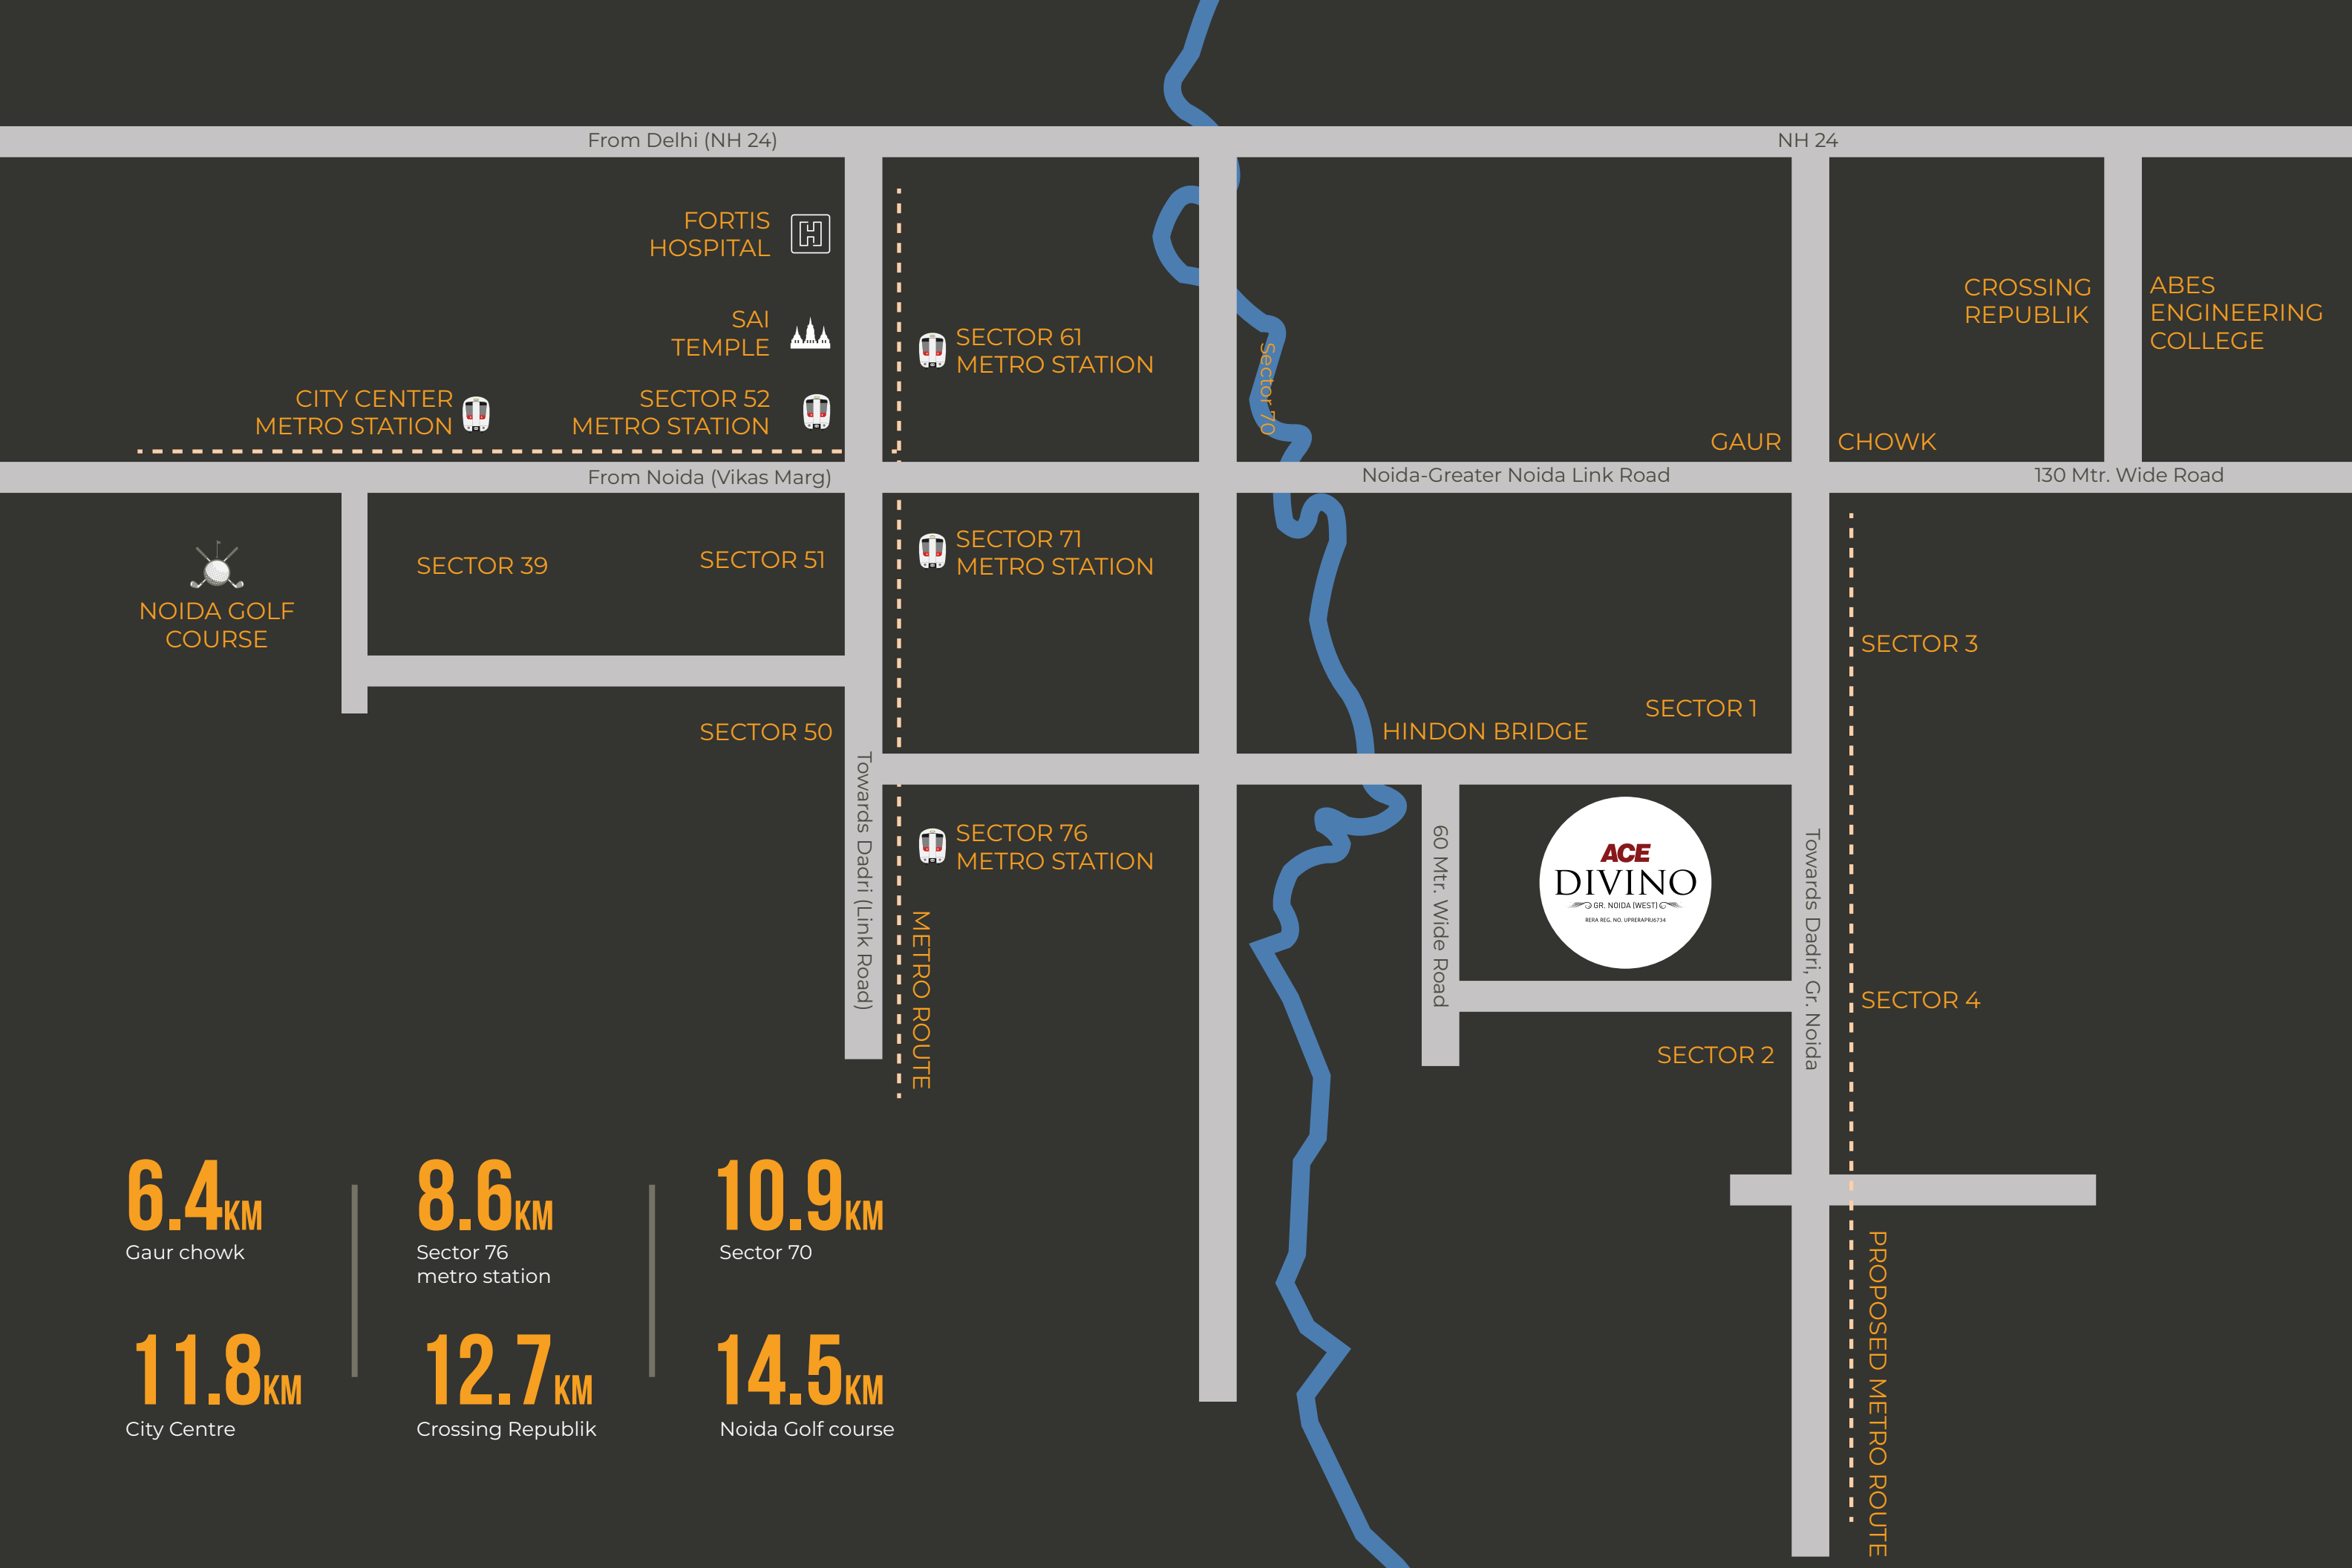 From Delhi (NH 24)
NH 24
FORTIS
HOSPITAL
SAI
TEMPLE
CITY CENTER
METRO STATION
SECTOR 52
METRO STATION
SECTOR 61
METRO STATION
Sector 70
CROSSING
REPUBLIK
ABES
ENGINEERING
COLLEGE
GAUR
CHOWK
From Noida (Vikas Marg)
Noida-Greater Noida Link Road
130 Mtr. Wide Road
NOIDA GOLF
COURSE
SECTOR 39
SECTOR 51
SECTOR 71
METRO STATION
SECTOR 3
SECTOR 50
HINDON BRIDGE
SECTOR 1
Towards Dadri (Link Road)
SECTOR 76
METRO STATION
METRO ROUTE
60 Mtr. Wide Road
ACE
DIVINO
GR. NOIDA (WEST)
RERA REG. NO. UPRERAPRJ6734
Towards Dadri, Gr. Noida
SECTOR 4
SECTOR 2
PROPOSED METRO ROUTE
6.4KM
Gaur chowk
8.6KM
Sector 76
metro station
10.9KM
Sector 70
11.8KM
City Centre
12.7KM
Crossing Republik
14.5KM
Noida Golf course